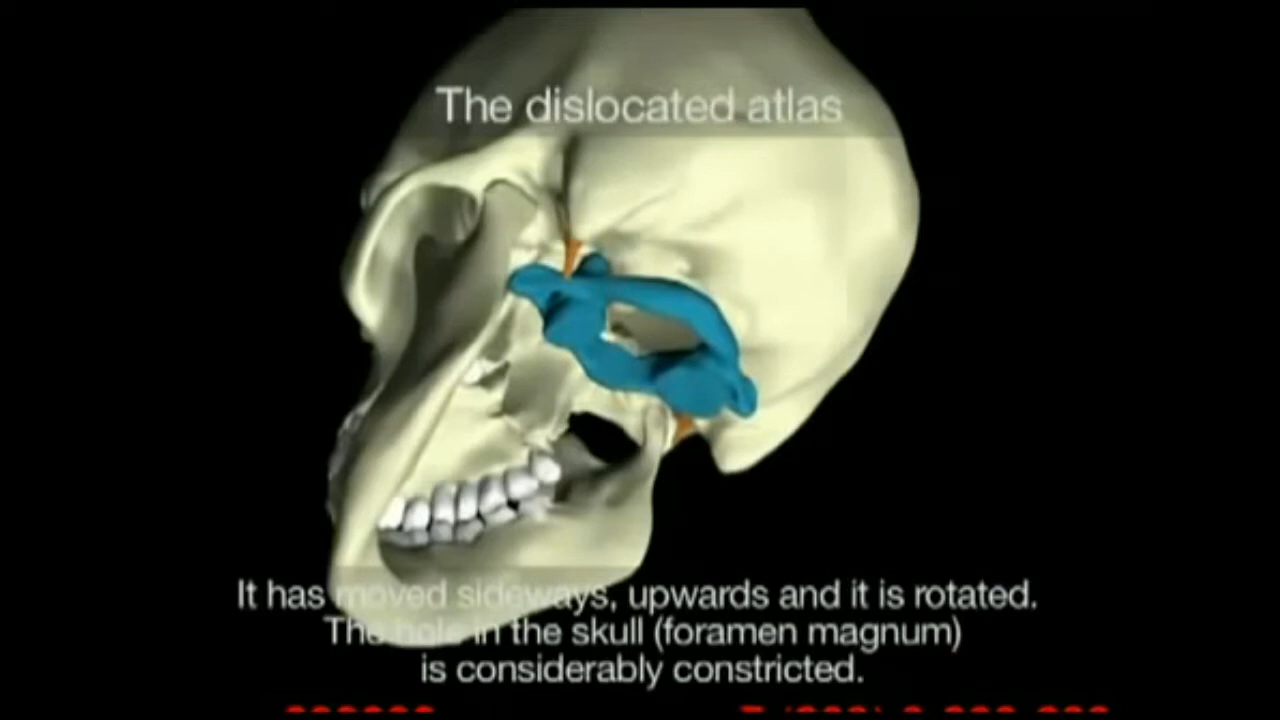 The dislocated atlas
It has moved sideways, upwards and it is rotated.
The hole in the skull (foramen magnum)
is considerably constricted.